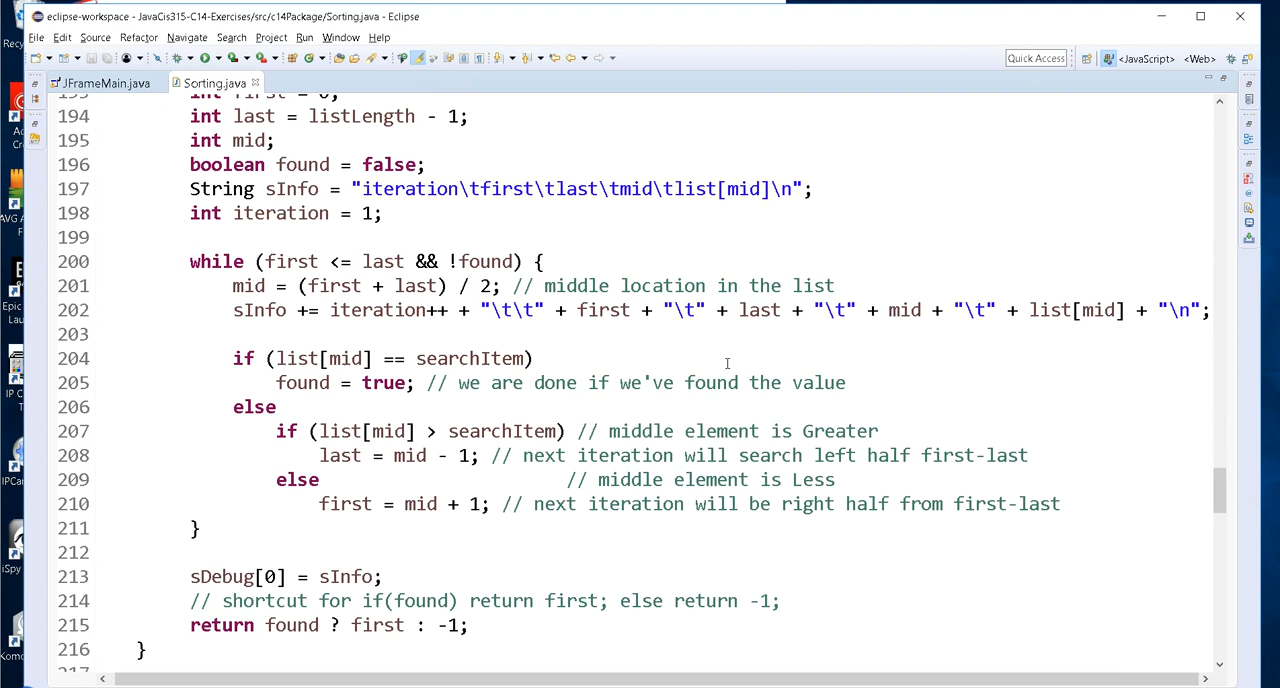 eclipse-workspace - JavaCis315-C14-Exercises/src/c14Package/Sorting.java - Eclipse
File Edit Source Refactor Navigate Search Project Run Window Help
Quick Access <JavaScript> <Web>
JFrameMain.java Sorting.java
194 int last = listLength - 1;
195 int mid;
196 boolean found = false;
197 String sInfo = "iteration\tfirst\tlast\tmid\tlist[mid]\n";
198 int iteration = 1;
199
200 while (first <= last && !found) {
201 mid = (first + last) / 2; // middle location in the list
202 sInfo += iteration++ + "\t\t" + first + "\t" + last + "\t" + mid + "\t" + list[mid] + "\n";
203
204 if (list[mid] == searchItem)
205 found = true; // we are done if we've found the value
206 else
207 if (list[mid] > searchItem) // middle element is Greater
208 last = mid - 1; // next iteration will search left half first-last
209 else // middle element is Less
210 first = mid + 1; // next iteration will be right half from first-last
211 }
212
213 sDebug[0] = sInfo;
214 // shortcut for if(found) return first; else return -1;
215 return found ? first : -1;
216 }